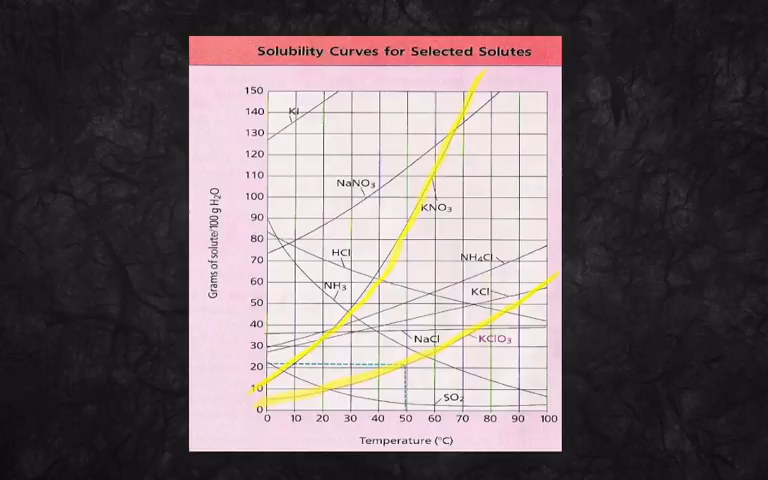 Solubility Curves for Selected Solutes
Grams of solute/100 g H₂O
150
140
130
120
110
100
90
80
70
60
50
40
30
20
10
0
KI
NaNO₃
KNO₃
HCl
NH₄Cl
NH₃
KCl
NaCl
KClO₃
SO₂
0 10 20 30 40 50 60 70 80 90 100
Temperature (°C)